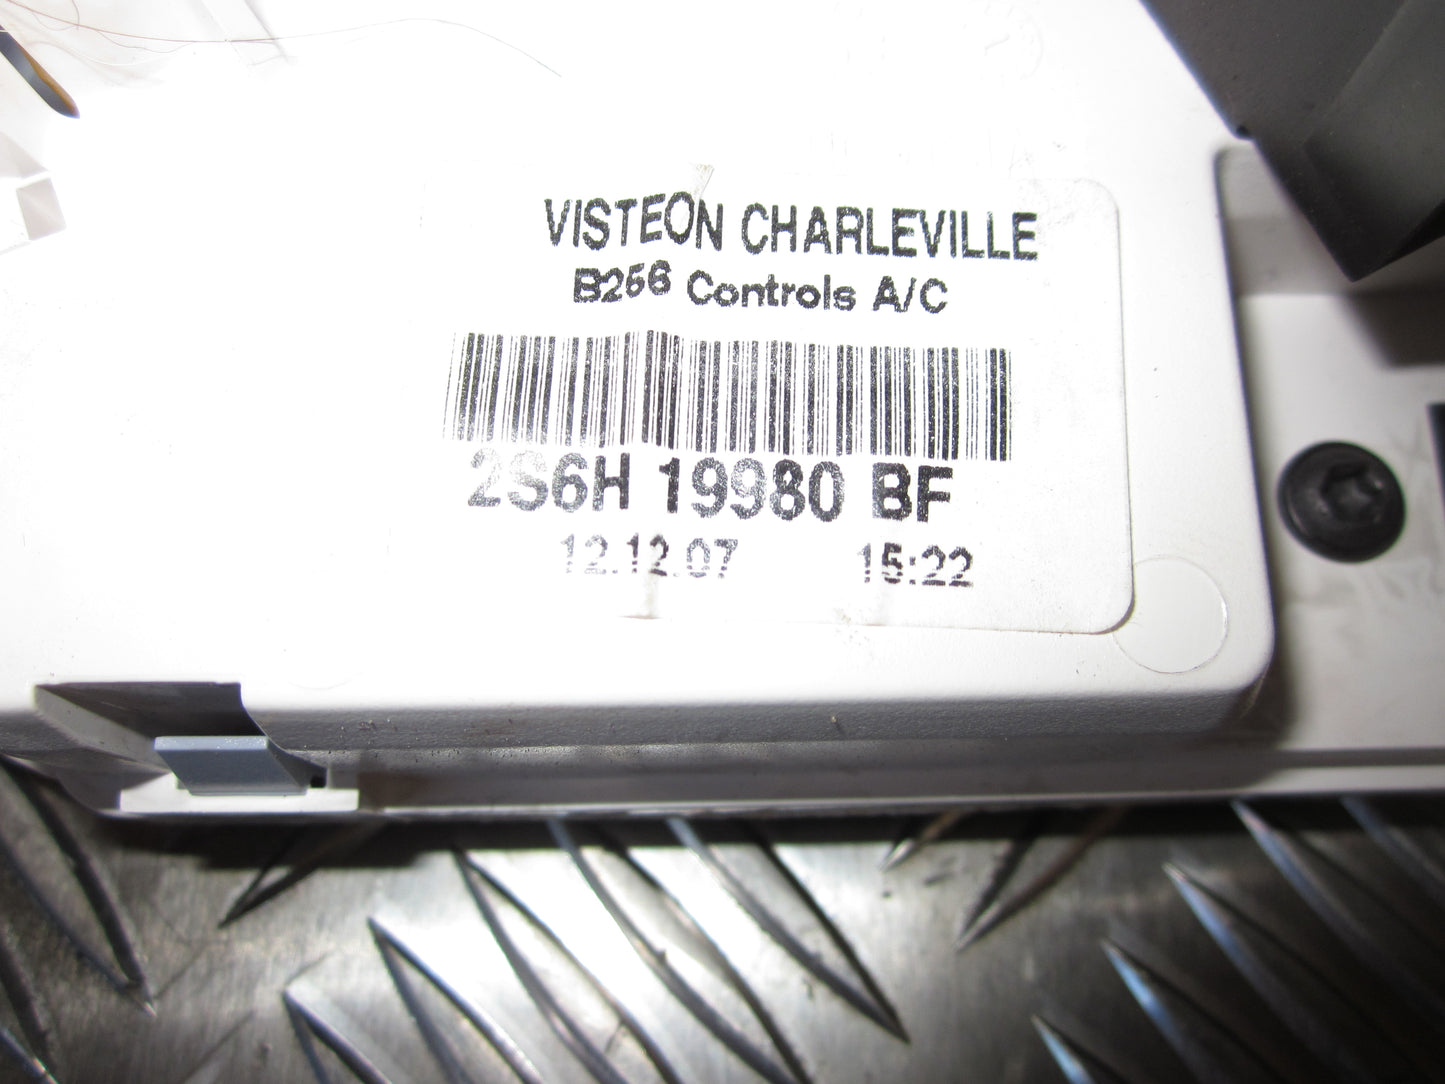 VISTEON CHARLEVILLE
B256 Controls A/C
2S6H 19980 BF
12.12.07 15:22